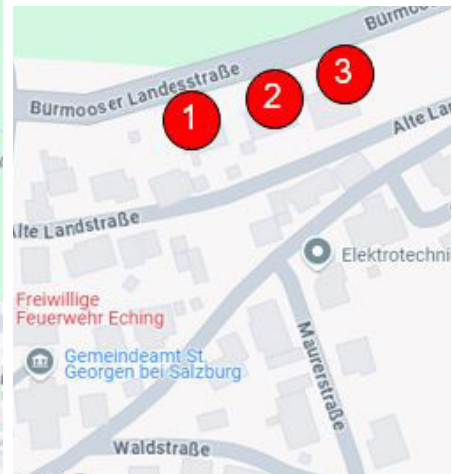 Bürmoo
Bürmooser Landesstraße
3
2
1
Alte La
Alte Landstraße
Elektrotechni
Freiwillige
Feuerwehr Eching
Gemeindeamt St.
Georgen bei Salzburg
Maurerstraße
Waldstraße